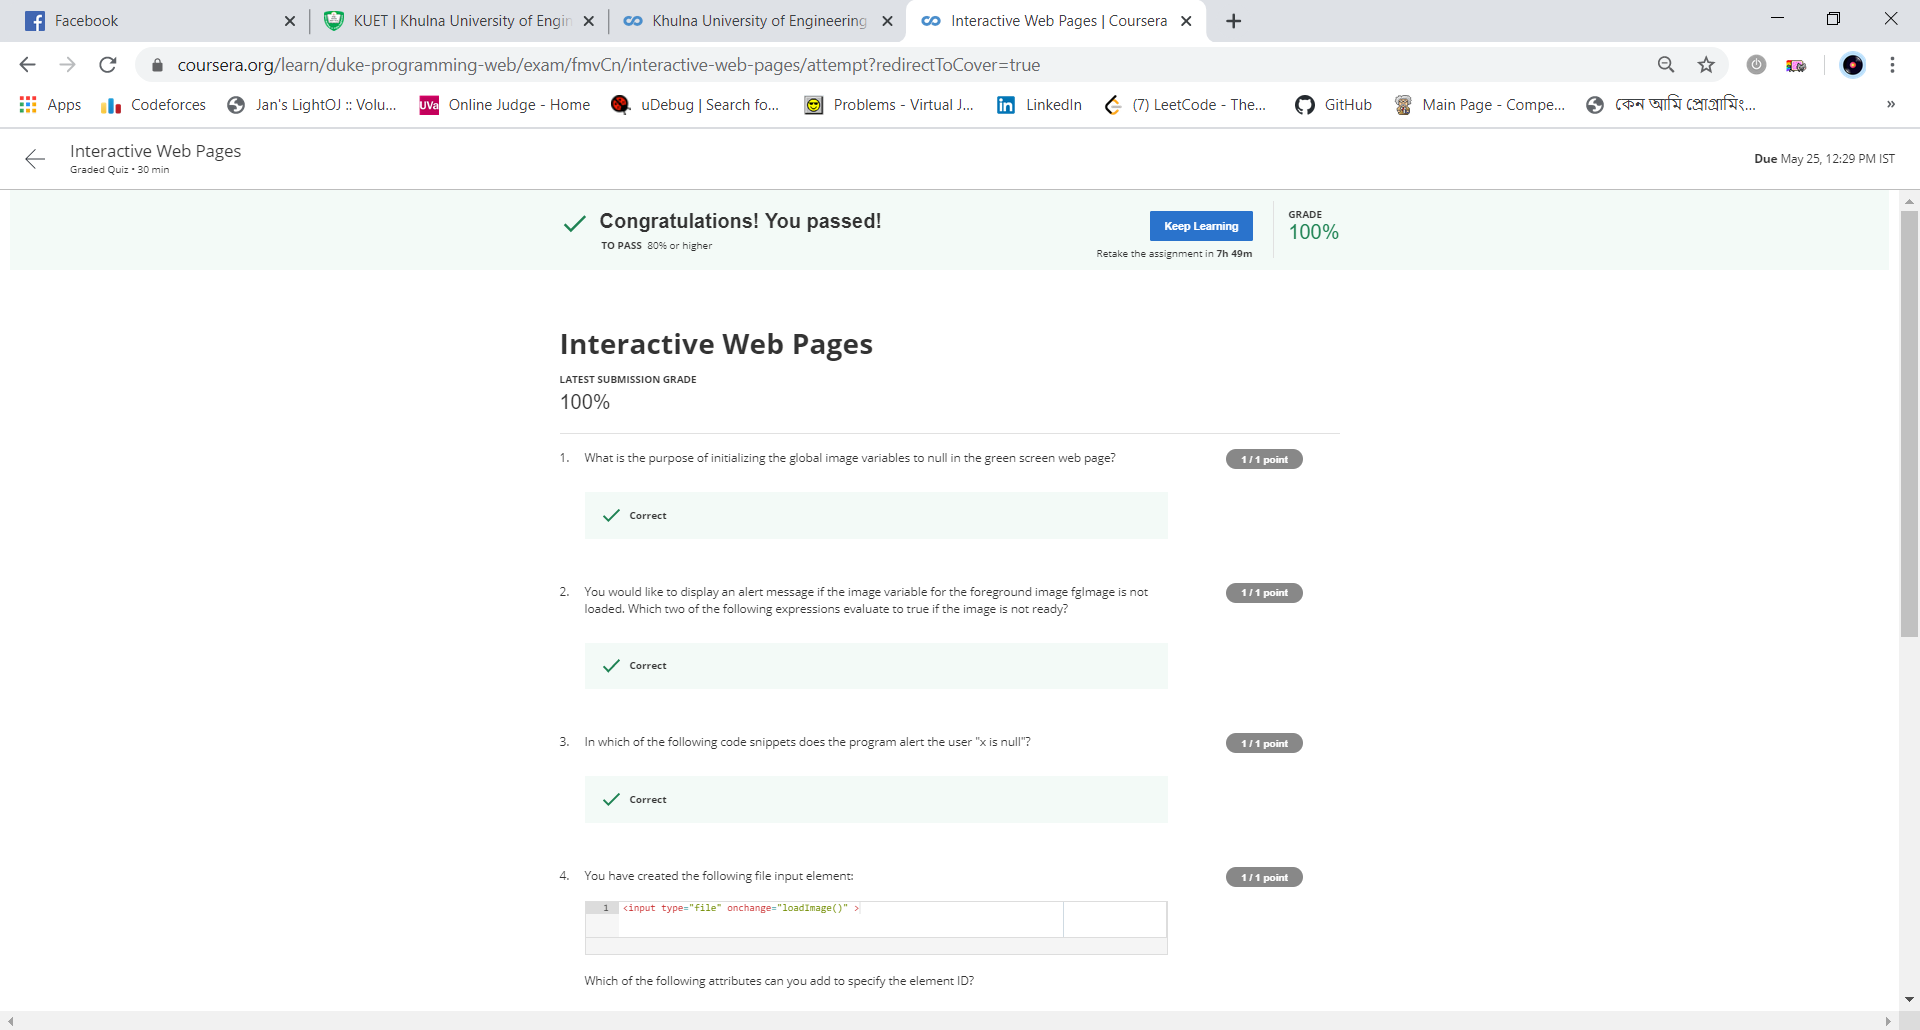 Facebook
KUET | Khulna University of Engin
Khulna University of Engineering
Interactive Web Pages | Coursera
coursera.org/learn/duke-programming-web/exam/fmvCn/interactive-web-pages/attempt?redirectToCover=true
Apps
Codeforces
Jan's LightOJ :: Volu...
UVa
Online Judge - Home
uDebug | Search fo...
Problems - Virtual J...
LinkedIn
(7) LeetCode - The...
GitHub
Main Page - Compe...
কেন আমি প্রোগ্রামিং...
»
Interactive Web Pages
Graded Quiz • 30 min
Due May 25, 12:29 PM IST
Congratulations! You passed!
TO PASS 80% or higher
Keep Learning
Retake the assignment in 7h 49m
GRADE
100%
Interactive Web Pages
LATEST SUBMISSION GRADE
100%
1. What is the purpose of initializing the global image variables to null in the green screen web page?
1 / 1 point
Correct
2. You would like to display an alert message if the image variable for the foreground image fgImage is not
loaded. Which two of the following expressions evaluate to true if the image is not ready?
1 / 1 point
Correct
3. In which of the following code snippets does the program alert the user "x is null"?
1 / 1 point
Correct
4. You have created the following file input element:
1 / 1 point
1 <input type="file" onchange="loadImage()" >
Which of the following attributes can you add to specify the element ID?